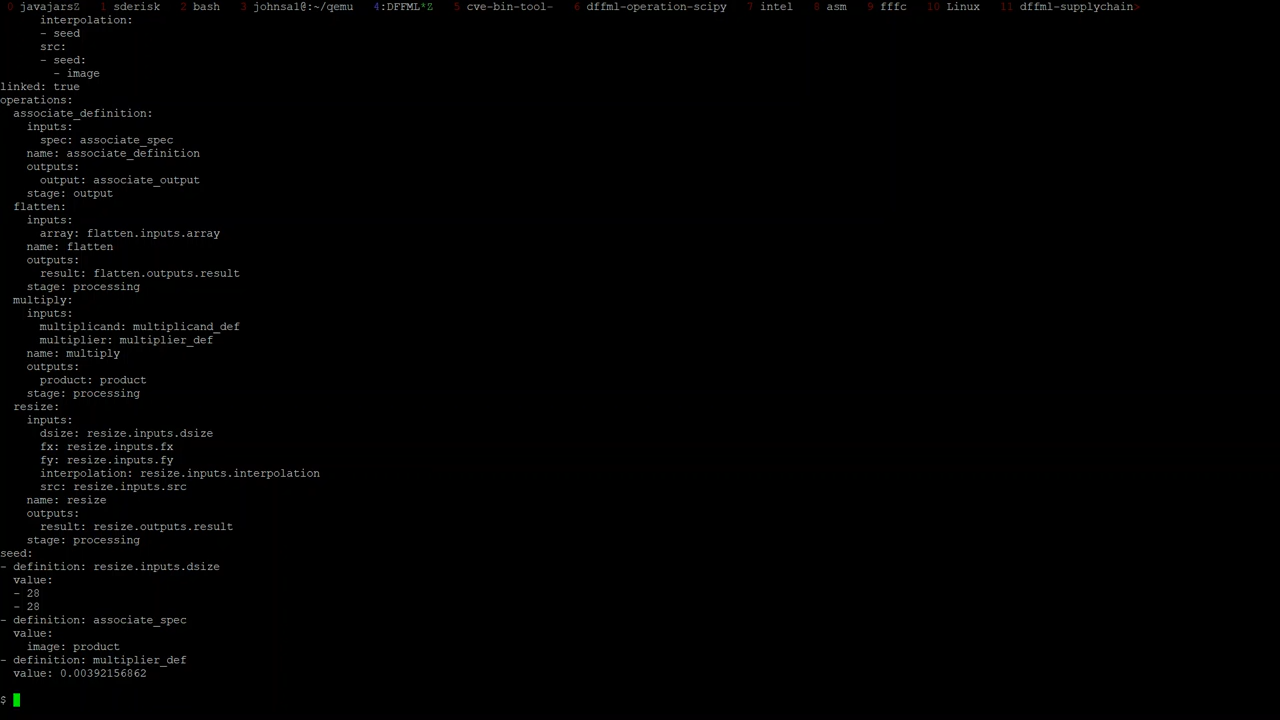 0 javajarsZ  1 sderisk  2 bash  3 johnsal@:~/qemu  4:DFFML*Z  5 cve-bin-tool-  6 dffml-operation-scipy  7 intel  8 asm  9 fffc  10 Linux  11 dffml-supplychain>
      interpolation:
      - seed
      src:
      - seed:
        - image
linked: true
operations:
  associate_definition:
    inputs:
      spec: associate_spec
    name: associate_definition
    outputs:
      output: associate_output
    stage: output
  flatten:
    inputs:
      array: flatten.inputs.array
    name: flatten
    outputs:
      result: flatten.outputs.result
    stage: processing
  multiply:
    inputs:
      multiplicand: multiplicand_def
      multiplier: multiplier_def
    name: multiply
    outputs:
      product: product
    stage: processing
  resize:
    inputs:
      dsize: resize.inputs.dsize
      fx: resize.inputs.fx
      fy: resize.inputs.fy
      interpolation: resize.inputs.interpolation
      src: resize.inputs.src
    name: resize
    outputs:
      result: resize.outputs.result
    stage: processing
seed:
- definition: resize.inputs.dsize
  value:
  - 28
  - 28
- definition: associate_spec
  value:
    image: product
- definition: multiplier_def
  value: 0.00392156862
$